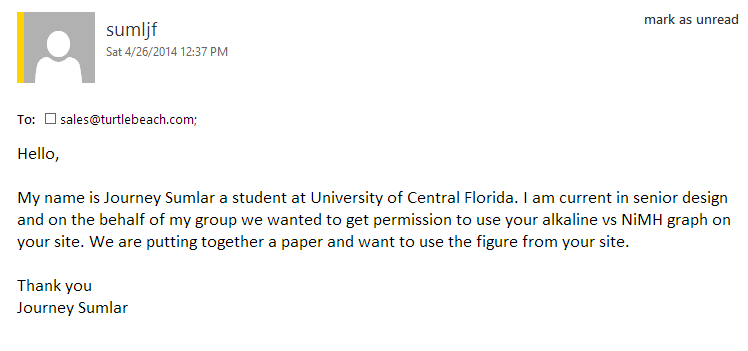 sumljf
mark as unread
Sat 4/26/2014 12:37 PM
To: sales@turtlebeach.com;
Hello,
My name is Journey Sumlar a student at University of Central Florida. I am current in senior design
and on the behalf of my group we wanted to get permission to use your alkaline vs NiMH graph on
your site. We are putting together a paper and want to use the figure from your site.
Thank you
Journey Sumlar